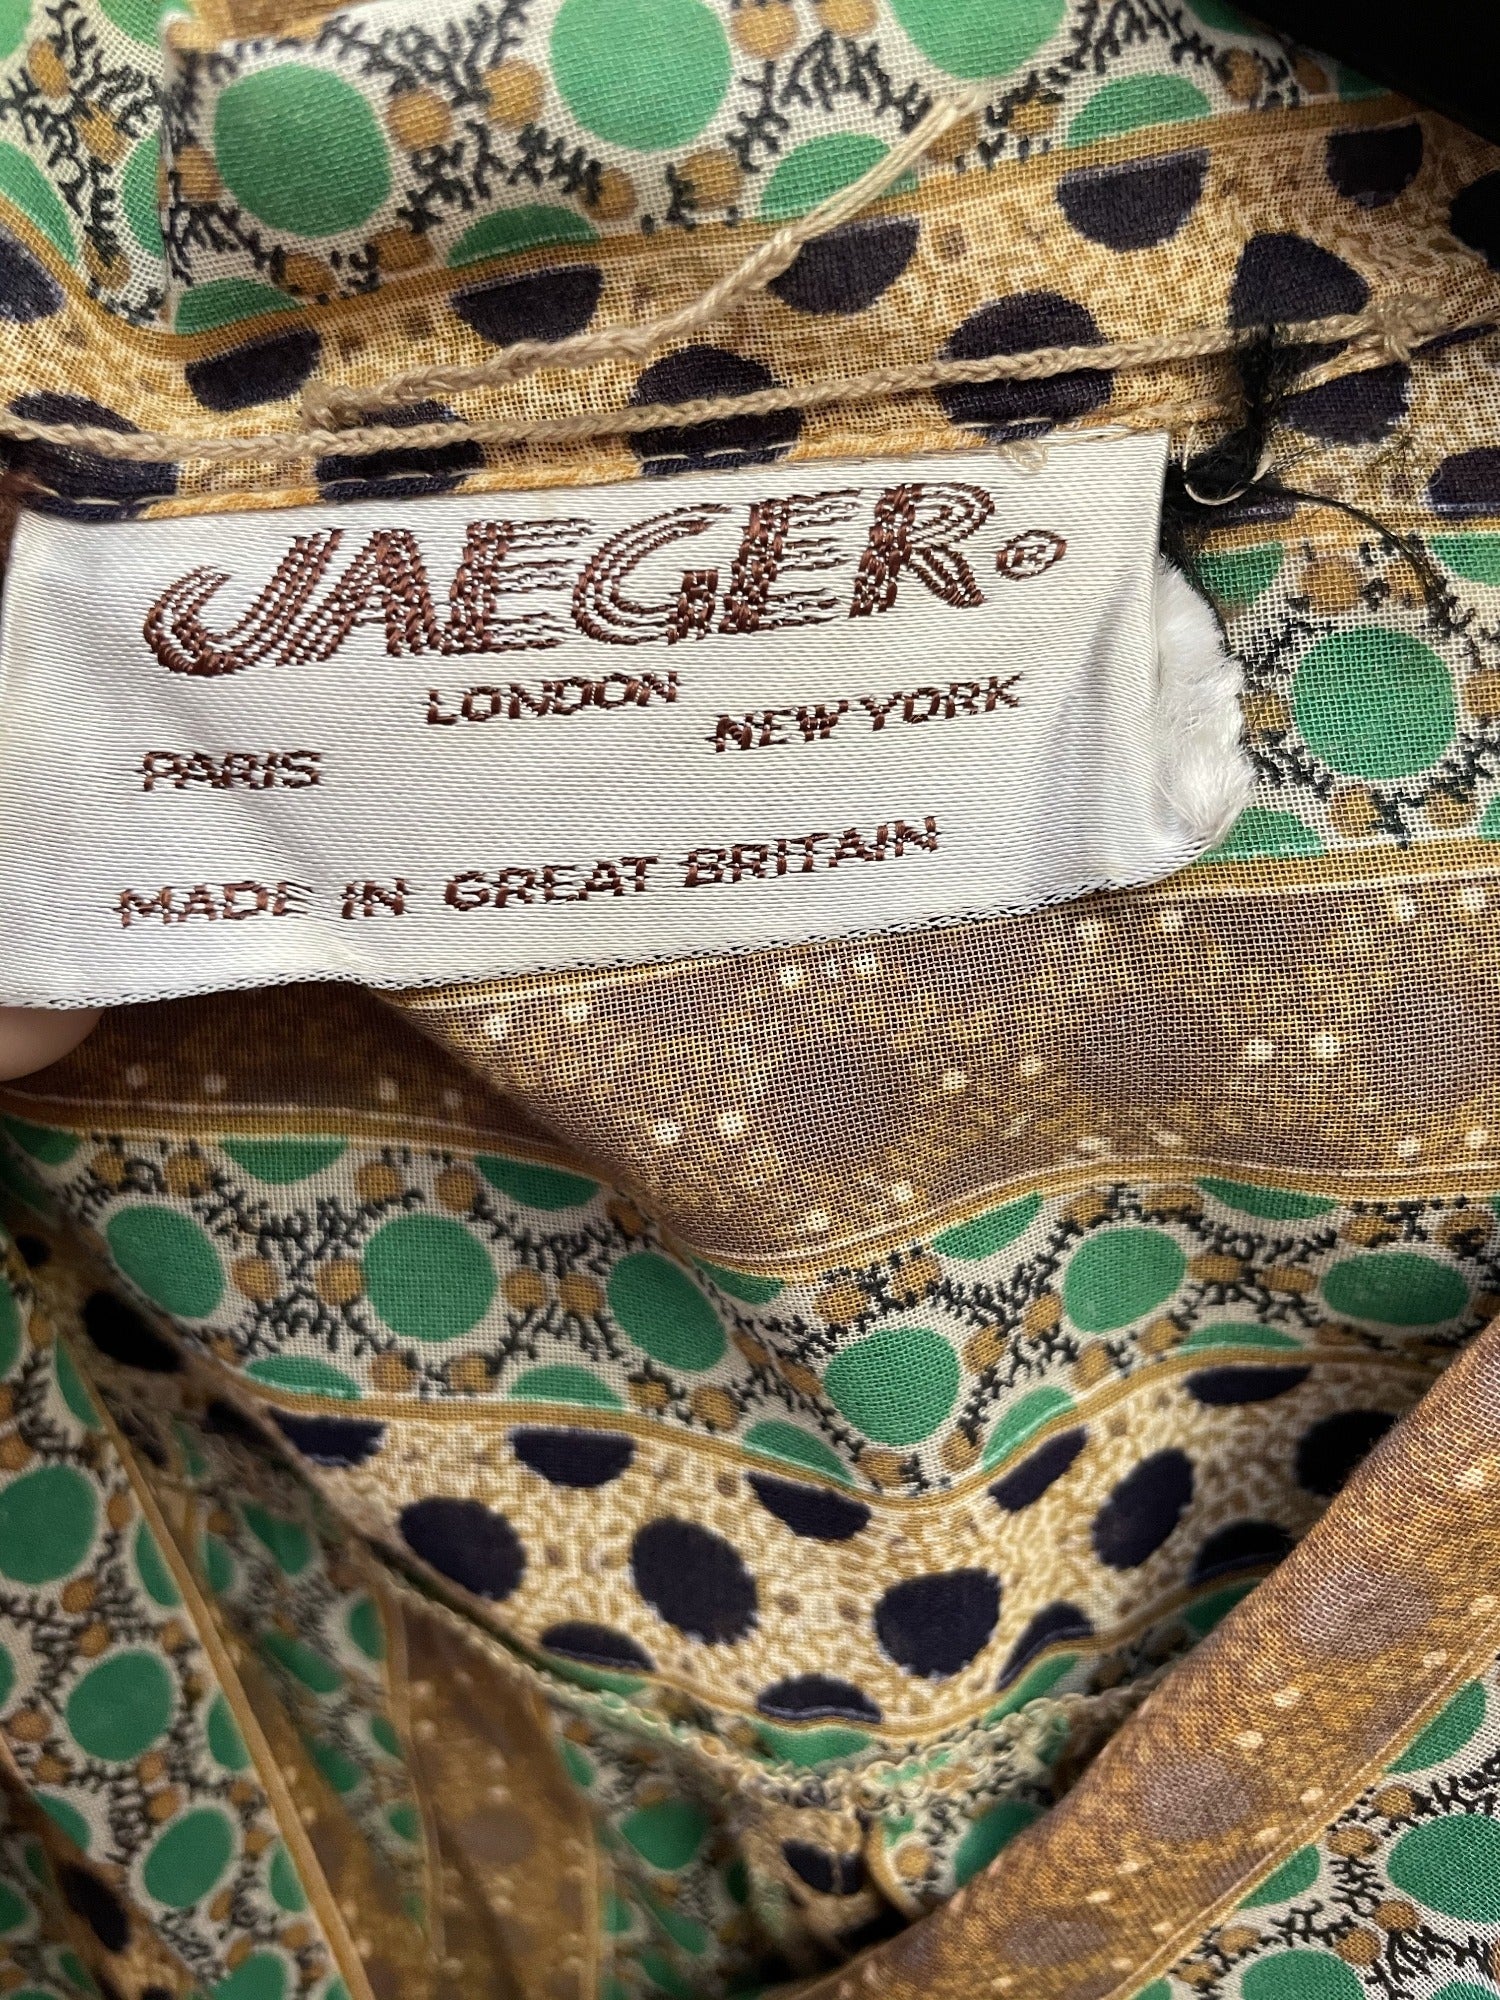 JAEGER®
LONDON
NEW YORK
PARIS
MADE IN GREAT BRITAIN